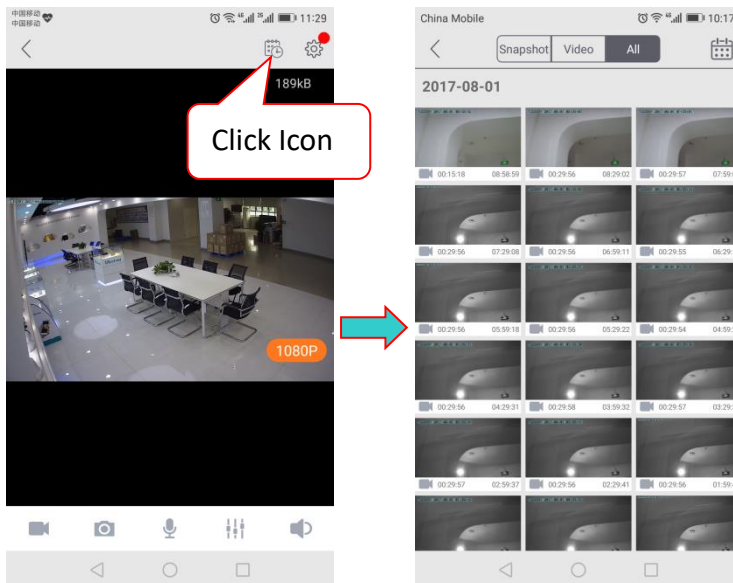 中国移动
中国移动
11:29
189kB
Click Icon
1080P
China Mobile
10:17
Snapshot Video All
2017-08-01
00:15:18 08:58:59 00:29:56 08:29:02 00:29:57
00:29:56 07:29:08 00:29:56 06:59:11 00:29:55
00:29:56 05:59:18 00:29:56 05:29:22 00:29:54
00:29:56 04:29:31 00:29:58 03:59:32 00:29:57
00:29:57 02:59:37 00:29:56 02:29:41 00:29:56